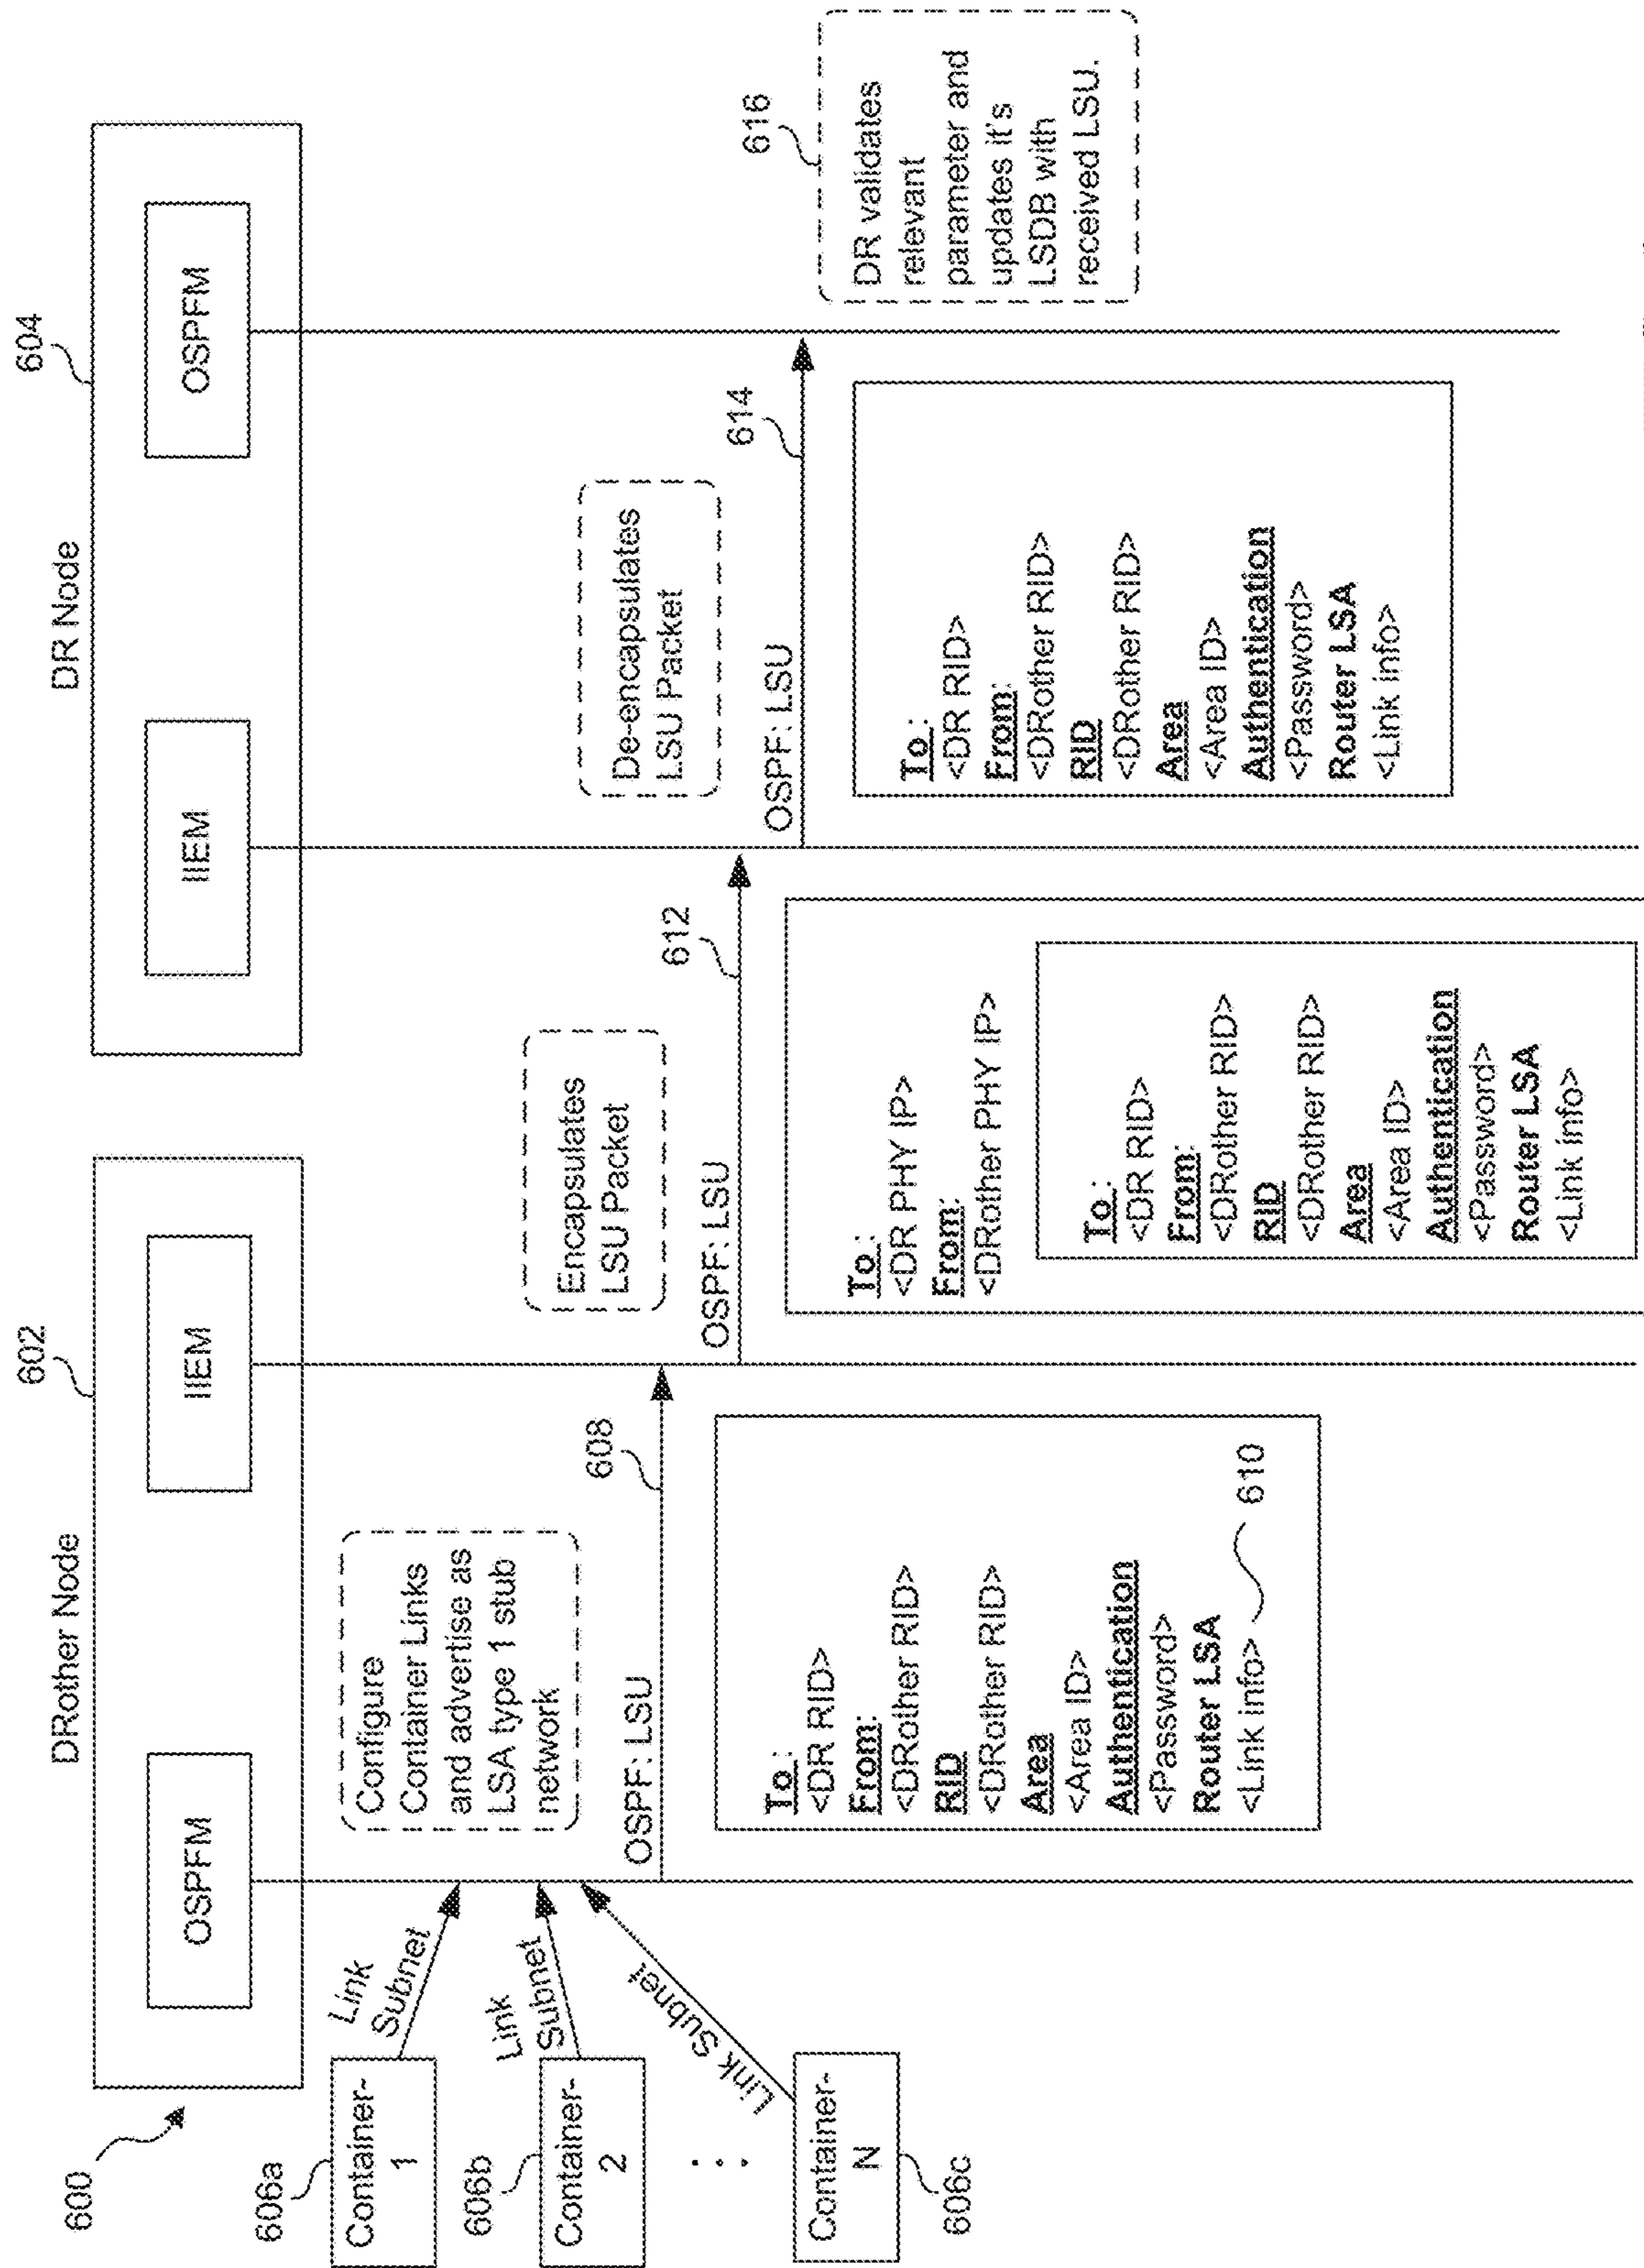 600
DRother Node
602
OSPFM
IIEM
DR Node
604
IIEM
OSPFM
606a
Container-
1
Link
Subnet
606b
Container-
2
Link
Subnet
Container-
N
606c
Link Subnet
Configure
Container Links
and advertise as
LSA type 1 stub
network
OSPF: LSU
608
To :
<DR RID>
From:
<DRother RID>
RID
<DRother RID>
Area
<Area ID>
Authentication
<Password>
Router LSA
<Link info>
610
Encapsulates
LSU Packet
OSPF: LSU
612
To :
<DR PHY IP>
From:
<DRother PHY IP>
To :
<DR RID>
From:
<DRother RID>
RID
<DRother RID>
Area
<Area ID>
Authentication
<Password>
Router LSA
<Link info>
De-encapsulates
LSU Packet
OSPF: LSU
614
To :
<DR RID>
From:
<DRother RID>
RID
<DRother RID>
Area
<Area ID>
Authentication
<Password>
Router LSA
<Link info>
616
DR validates
relevant
parameter and
updates it's
LSDB with
received LSU.